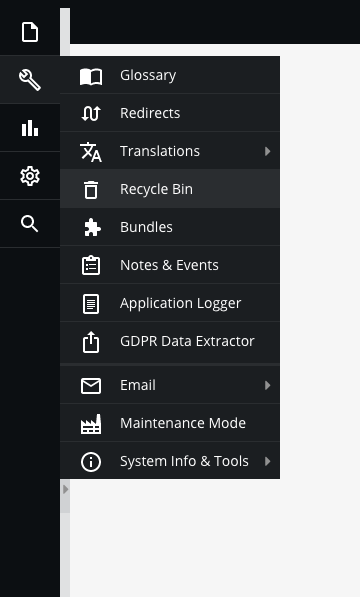 Glossary
Redirects
Translations
Recycle Bin
Bundles
Notes & Events
Application Logger
GDPR Data Extractor
Email
Maintenance Mode
System Info & Tools